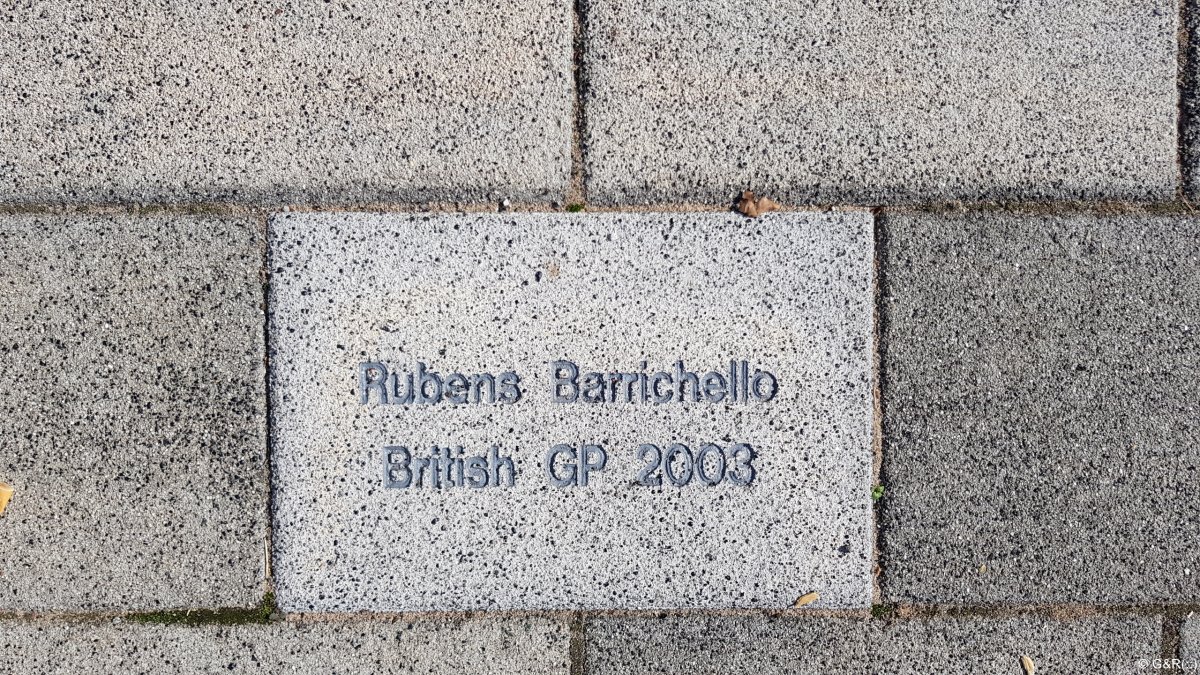 Rubens Barrichello
British GP 2003
© G&R(;,;)